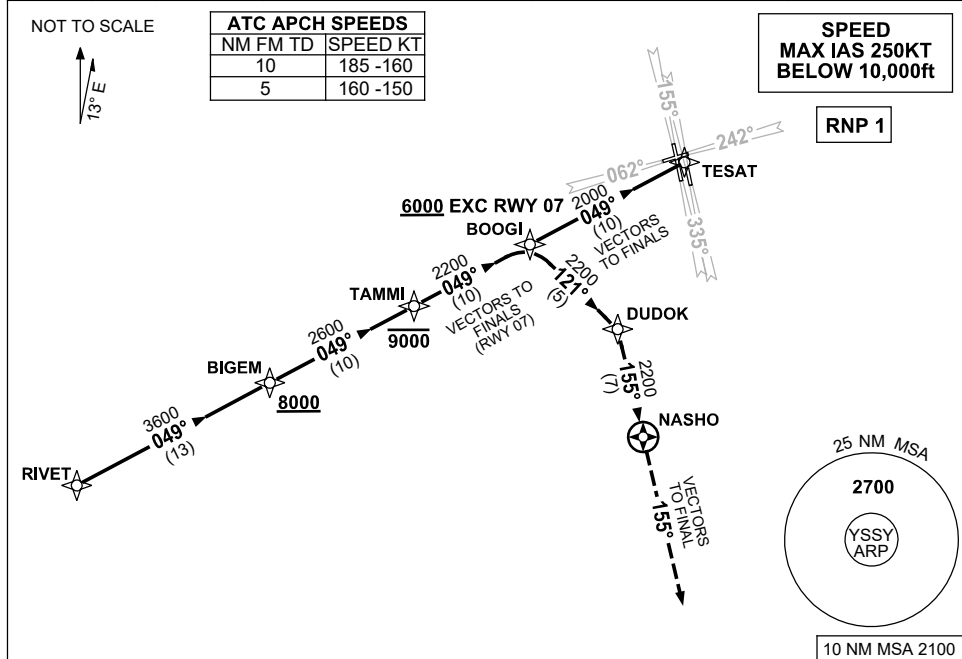 NOT TO SCALE
13° E
ATC APCH SPEEDS
NM FM TD SPEED KT
10 185 -160
5 160 -150
SPEED
MAX IAS 250KT
BELOW 10,000ft
RNP 1
155°
242°
062°
335°
TESAT
6000 EXC RWY 07
BOOGI
2000
049°
(10)
VECTORS
TO FINALS
2200
049°
(10)
VECTORS TO
FINALS
(RWY 07)
2200
121°
(5)
TAMMI
9000
DUDOK
2600
049°
(10)
BIGEM
8000
2200
155°
(7)
NASHO
3600
049°
(13)
RIVET
VECTORS
TO FINAL
155°
25 NM MSA
2700
YSSY
ARP
10 NM MSA 2100